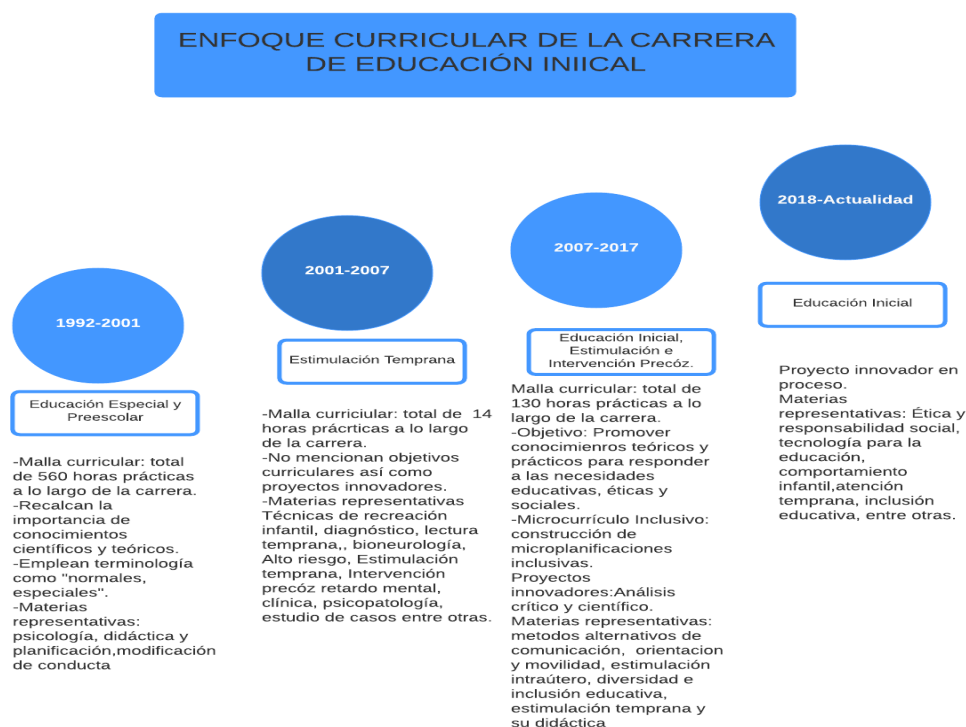 ENFOQUE CURRICULAR DE LA CARRERA
DE EDUCACIÓN INIICAL
1992-2001
Educación Especial y
Preescolar
-Malla curricular: total
de 560 horas prácticas
a lo largo de la carrera.
-Recalcan la
importancia de
conocimientos
científicos y teóricos.
-Emplean terminología
como "normales,
especiales".
-Materias
representativas:
psicología, didáctica y
planificación,modificación
de conducta
2001-2007
Estimulación Temprana
-Malla curriciular: total de  14
horas prácrticas a lo largo
de la carrera.
-No mencionan objetivos
curriculares así como
proyectos innovadores.
-Materias representativas
Técnicas de recreación
infantil, diagnóstico, lectura
temprana,, bioneurología,
Alto riesgo, Estimulación
temprana, Intervención
precóz retardo mental,
clínica, psicopatología,
estudio de casos entre otras.
2007-2017
Educación Inicial,
Estimulación e
Intervención Precóz.
Malla curricular: total de
130 horas prácticas a lo
largo de la carrera.
-Objetivo: Promover
conocimienros teóricos y
prácticos para responder
a las necesidades
educativas, éticas y
sociales.
-Microcurrículo Inclusivo:
construcción de
microplanificaciones
inclusivas.
Proyectos
innovadores:Análisis
crítico y científico.
Materias representativas:
metodos alternativos de
comunicación,  orientacion
y movilidad, estimulación
intraútero, diversidad e
inclusión educativa,
estimulación temprana y
su didáctica
2018-Actualidad
Educación Inicial
Proyecto innovador en
proceso.
Materias
representativas: Ética y
responsabilidad social,
tecnología para la
educación,
comportamiento
infantil,atención
temprana, inclusión
educativa, entre otras.